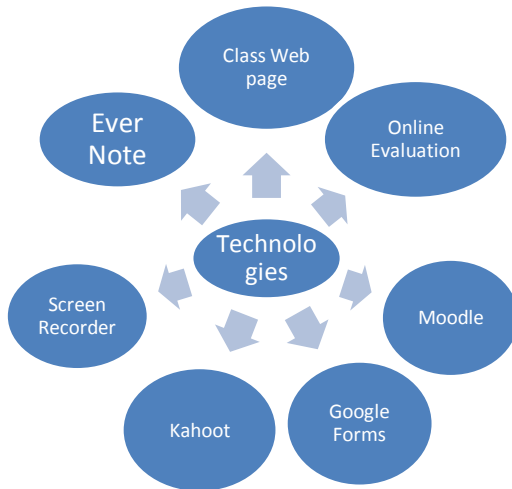 Class Web
page
Online
Evaluation
Moodle
Google
Forms
Kahoot
Screen
Recorder
Ever
Note
Technolo
gies